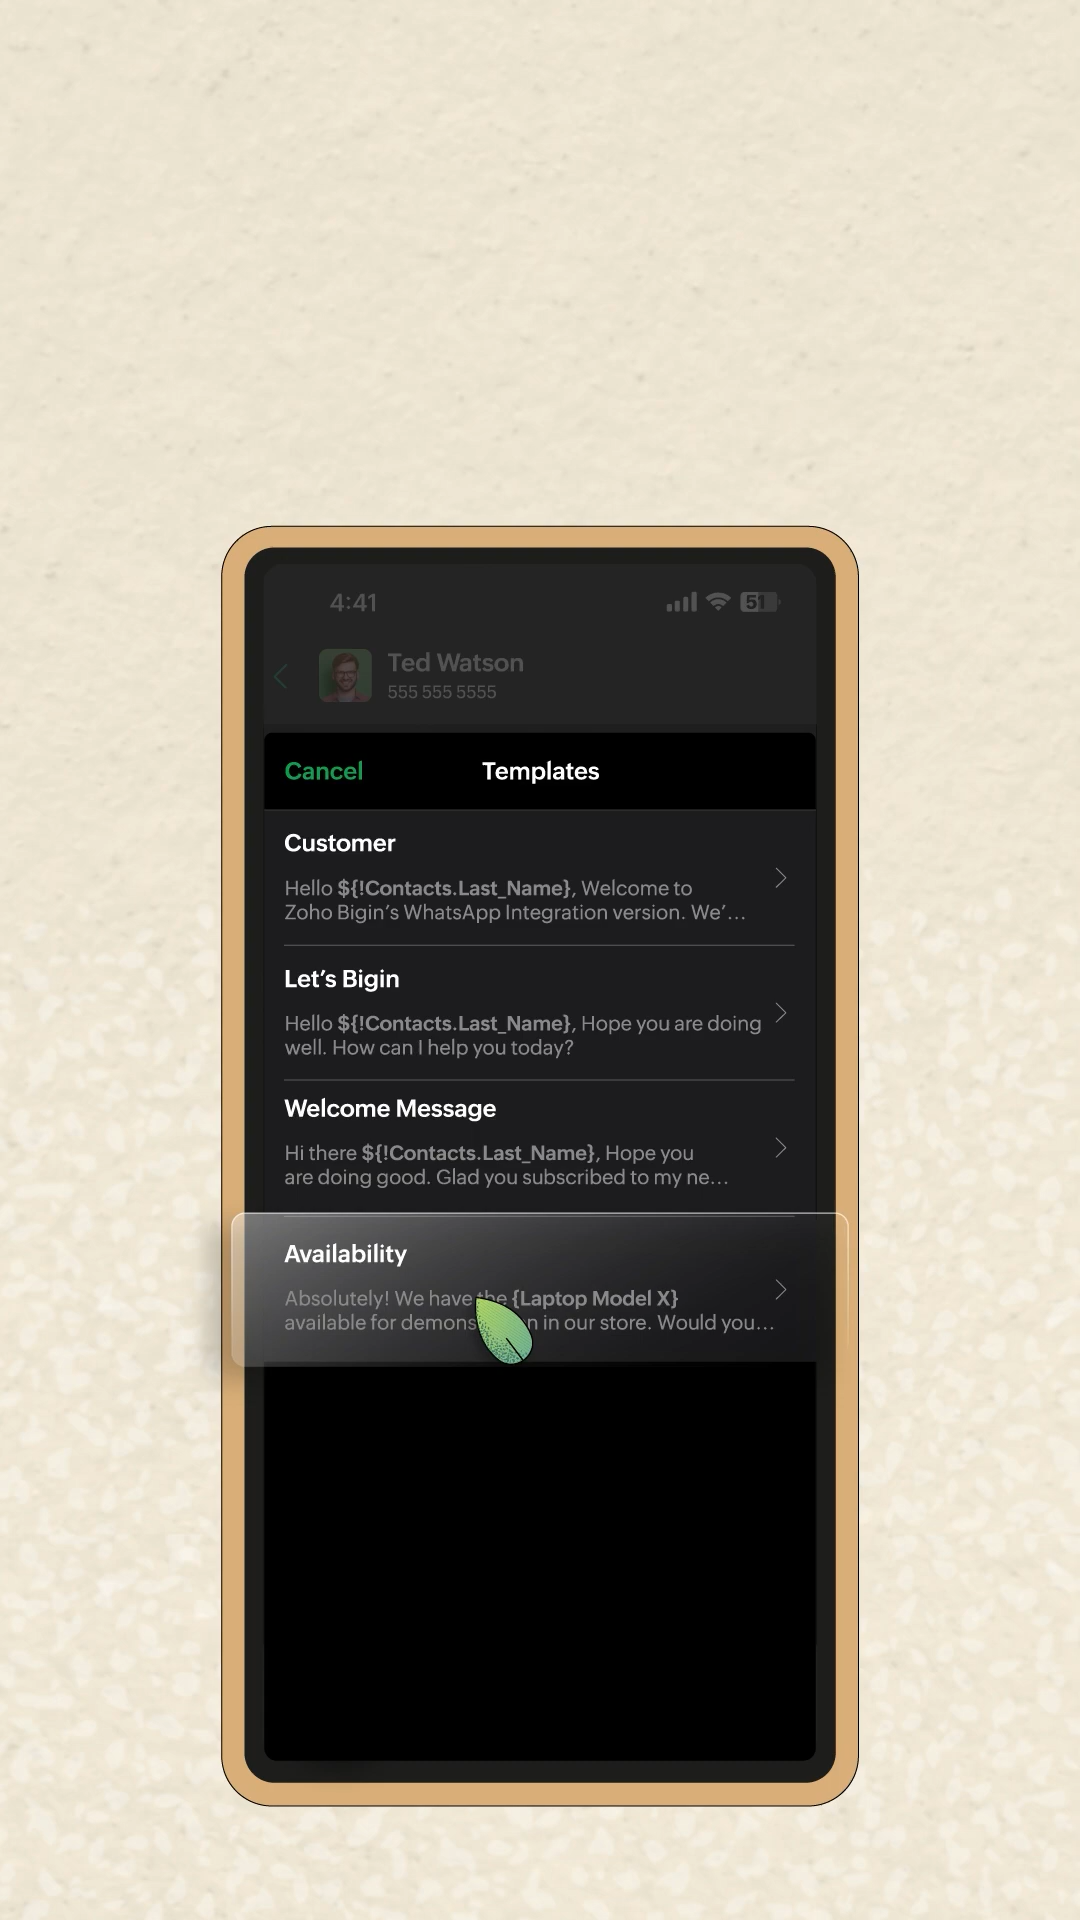 4:41
51
Ted Watson
555 555 5555
Cancel
Templates
Customer
Hello ${!Contacts.Last_Name}, Welcome to
Zoho Bigin’s WhatsApp Integration version. We’...
Let’s Bigin
Hello ${!Contacts.Last_Name}, Hope you are doing
well. How can I help you today?
Welcome Message
Hi there ${!Contacts.Last_Name}, Hope you
are doing good. Glad you subscribed to my ne...
Availability
Absolutely! We have the {Laptop Model X}
available for in our store. Would you...